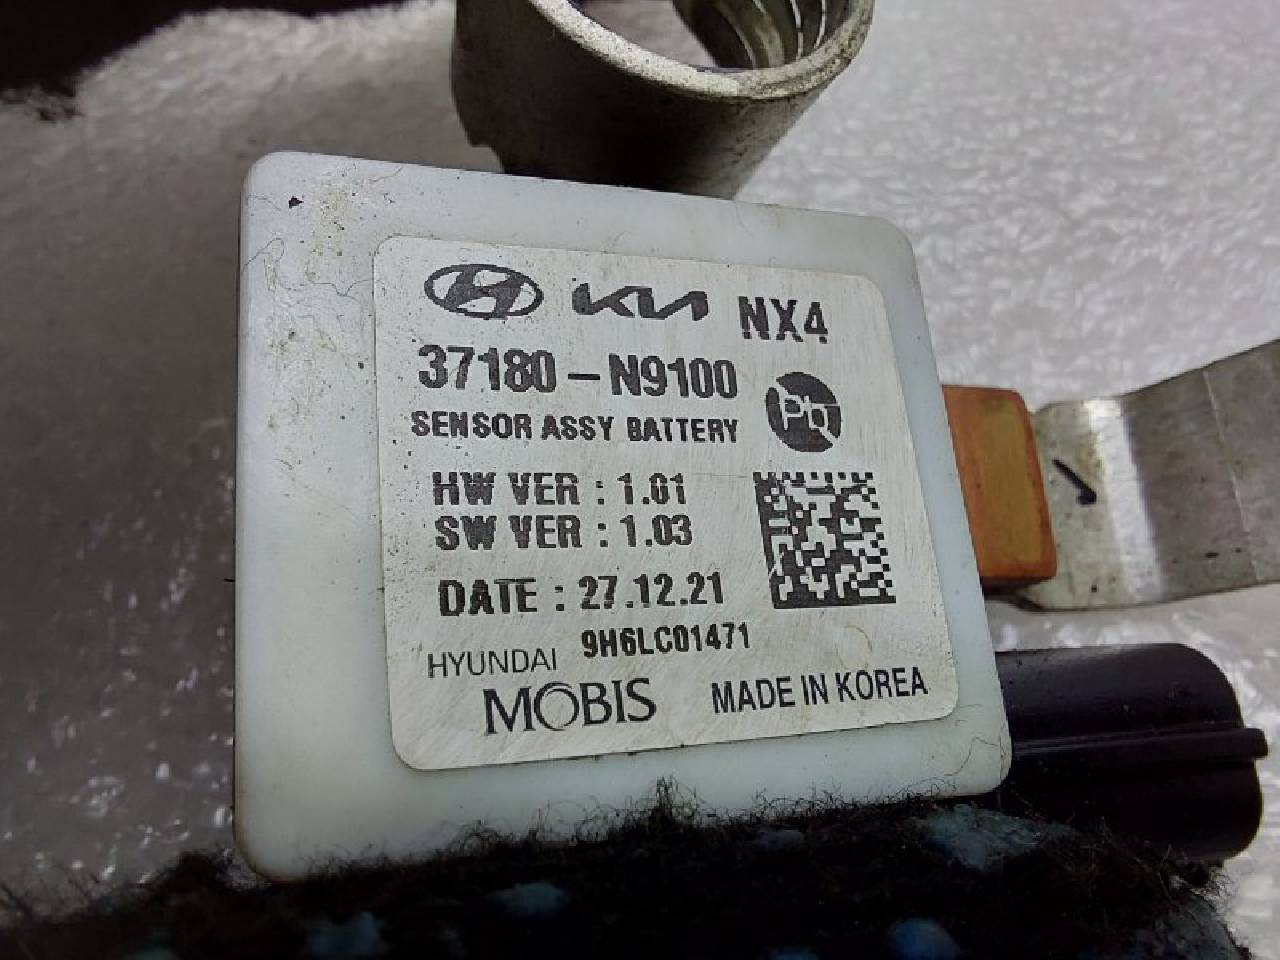 KIA NX4
37180-N9100
SENSOR ASSY BATTERY
Pb
HW VER : 1.01
SW VER : 1.03
DATE : 27.12.21
9H6LC01471
HYUNDAI
MOBIS
MADE IN KOREA